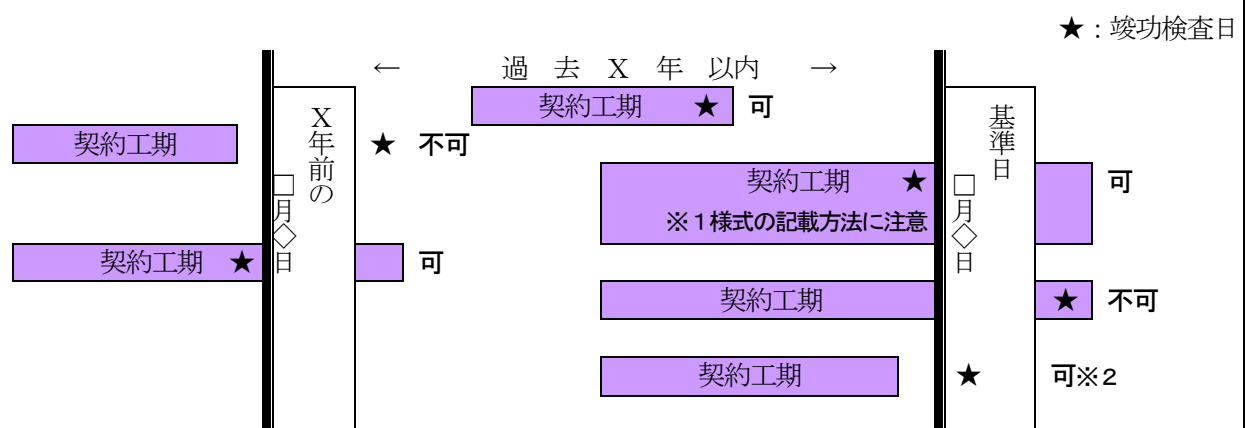 ★：竣功検査日
← 過去X年以内 →
契約工期 ★ 可
契約工期 ★ 不可
X年前の
□月◇日
基準日
□月◇日
契約工期 ★ 可
※１様式の記載方法に注意
契約工期 ★ 可
契約工期 ★ 不可
契約工期 ★ 可※２